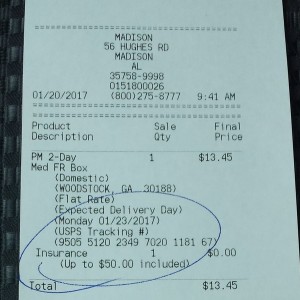 MADISON
56 HUGHES RD
MADISON
AL
35758-9998
0151800026
01/20/2017 (800)275-8777 9:41 AM
Product Sale Final
Description Qty Price
PM 2-Day 1 $13.45
Med FR Box
(Domestic)
(WOODSTOCK, GA 30188)
(Flat Rate)
(Expected Delivery Day)
(Monday 01/23/2017)
(USPS Tracking #)
(9505 5120 2349 7020 1181 67)
Insurance 1 $0.00
(Up to $50.00 included)
Total $13.45